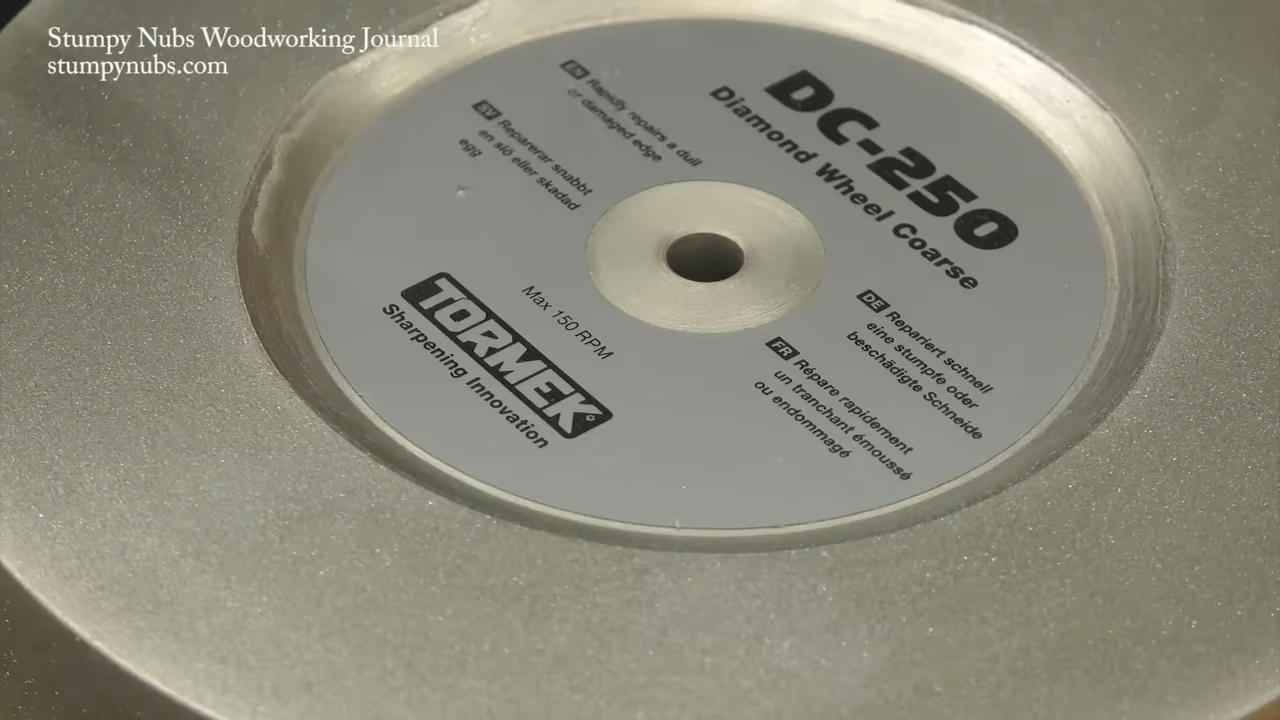 Stumpy Nubs Woodworking Journal
stumpynubs.com
DC-250
Diamond Wheel Coarse
EN Rapidly repairs a dull
or damaged edge
SV Reparerar snabbt
en slö eller skadad
egg
DE Repariert schnell
eine stumpfe oder
beschädigte Schneide
FR Répare rapidement
un tranchant émoussé
ou endommagé
Max 150 RPM
TORMEK®
Sharpening Innovation